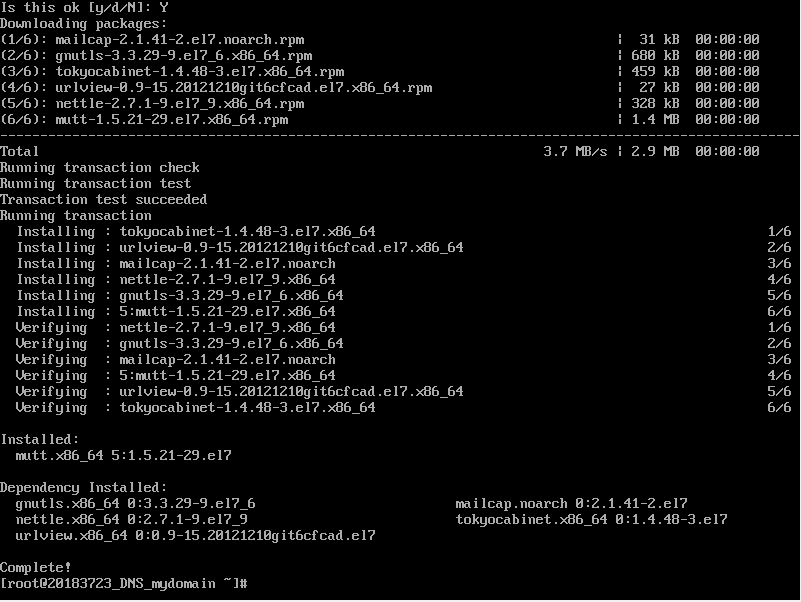 Is this ok [y/d/N]: Y
Downloading packages:
(1/6): mailcap-2.1.41-2.el7.noarch.rpm | 31 kB 00:00:00
(2/6): gnutls-3.3.29-9.el7_6.x86_64.rpm | 680 kB 00:00:00
(3/6): tokyocabinet-1.4.48-3.el7.x86_64.rpm | 459 kB 00:00:00
(4/6): urlview-0.9-15.20121210git6cfcad.el7.x86_64.rpm | 27 kB 00:00:00
(5/6): nettle-2.7.1-9.el7_9.x86_64.rpm | 328 kB 00:00:00
(6/6): mutt-1.5.21-29.el7.x86_64.rpm | 1.4 MB 00:00:00
--------------------------------------------------------------------------------
Total 3.7 MB/s | 2.9 MB 00:00:00
Running transaction check
Running transaction test
Transaction test succeeded
Running transaction
Installing : tokyocabinet-1.4.48-3.el7.x86_64 1/6
Installing : urlview-0.9-15.20121210git6cfcad.el7.x86_64 2/6
Installing : mailcap-2.1.41-2.el7.noarch 3/6
Installing : nettle-2.7.1-9.el7_9.x86_64 4/6
Installing : gnutls-3.3.29-9.el7_6.x86_64 5/6
Installing : 5:mutt-1.5.21-29.el7.x86_64 6/6
Verifying : nettle-2.7.1-9.el7_9.x86_64 1/6
Verifying : gnutls-3.3.29-9.el7_6.x86_64 2/6
Verifying : mailcap-2.1.41-2.el7.noarch 3/6
Verifying : 5:mutt-1.5.21-29.el7.x86_64 4/6
Verifying : urlview-0.9-15.20121210git6cfcad.el7.x86_64 5/6
Verifying : tokyocabinet-1.4.48-3.el7.x86_64 6/6
Installed:
mutt.x86_64 5:1.5.21-29.el7
Dependency Installed:
gnutls.x86_64 0:3.3.29-9.el7_6 mailcap.noarch 0:2.1.41-2.el7
nettle.x86_64 0:2.7.1-9.el7_9 tokyocabinet.x86_64 0:1.4.48-3.el7
urlview.x86_64 0:0.9-15.20121210git6cfcad.el7
Complete!
[root@20183723_DNS_mydomain ~]#